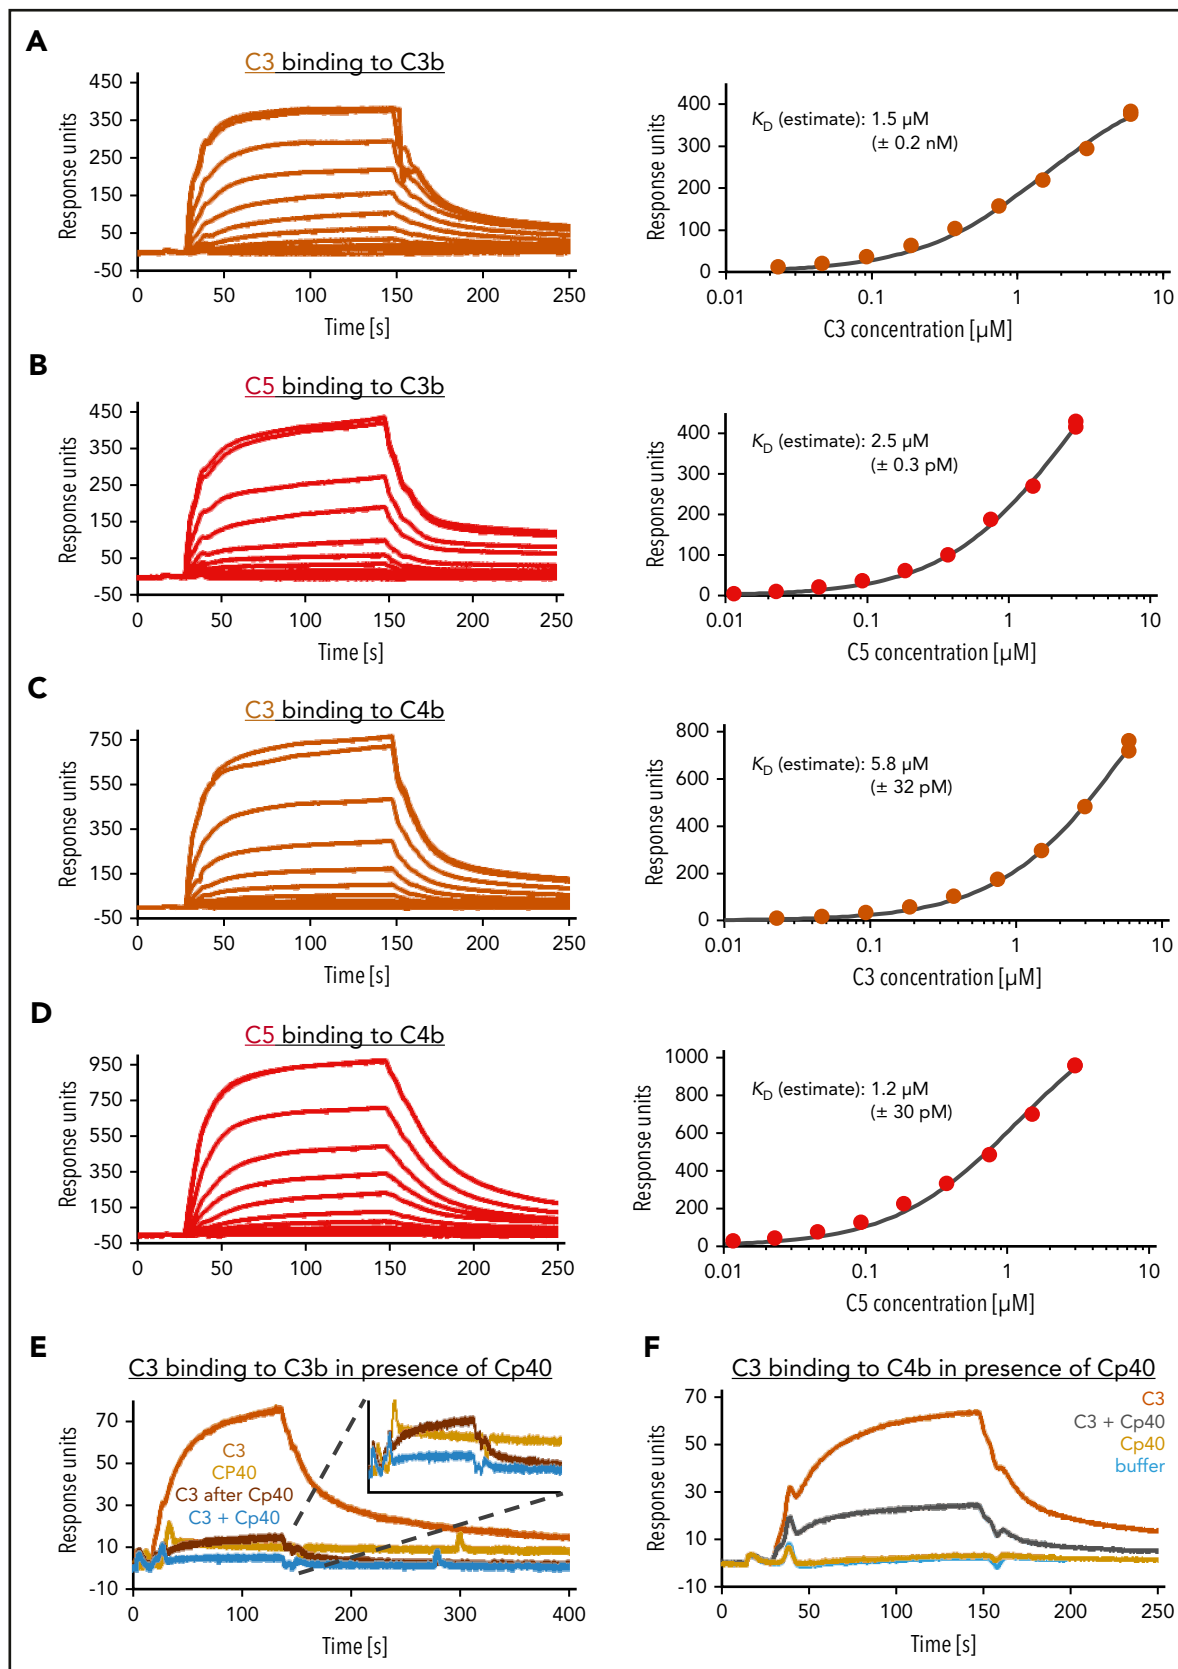 A
C3 binding to C3b
450
350
250
150
50
-50
Response units
0 50 100 150 200 250
Time [s]
400
300
200
100
0
Response units
K_D (estimate): 1.5 µM
(± 0.2 nM)
0.01 0.1 1 10
C3 concentration [µM]
B
C5 binding to C3b
450
350
250
150
50
-50
Response units
0 50 100 150 200 250
Time [s]
400
300
200
100
0
Response units
K_D (estimate): 2.5 µM
(± 0.3 pM)
0.01 0.1 1 10
C5 concentration [µM]
C
C3 binding to C4b
750
550
350
150
-50
Response units
0 50 100 150 200 250
Time [s]
800
600
400
200
0
Response units
K_D (estimate): 5.8 µM
(± 32 pM)
0.01 0.1 1 10
C3 concentration [µM]
D
C5 binding to C4b
950
750
550
350
150
-50
Response units
0 50 100 150 200 250
Time [s]
1000
800
600
400
200
0
Response units
K_D (estimate): 1.2 µM
(± 30 pM)
0.01 0.1 1 10
C5 concentration [µM]
E
C3 binding to C3b in presence of Cp40
70
50
30
10
-10
Response units
C3
CP40
C3 after Cp40
C3 + Cp40
0 100 200 300 400
Time [s]
F
C3 binding to C4b in presence of Cp40
70
50
30
10
-10
Response units
C3
C3 + Cp40
Cp40
buffer
0 50 100 150 200 250
Time [s]